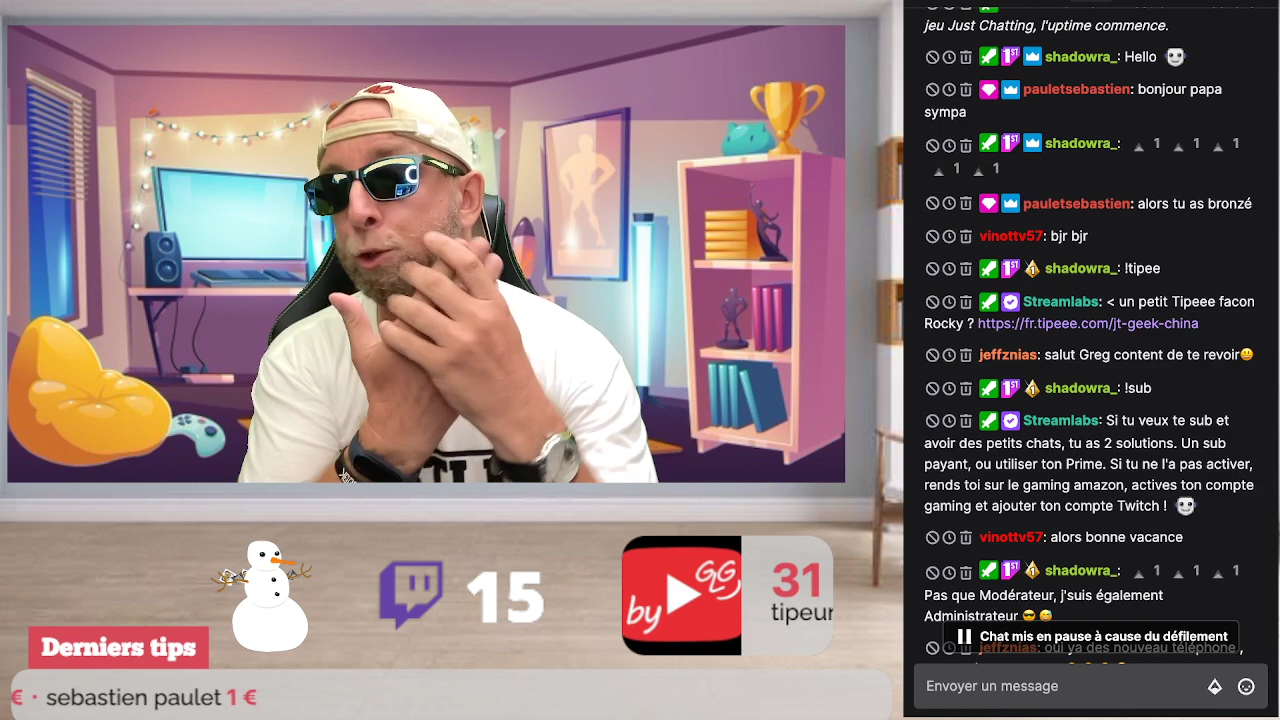 jeu Just Chatting, l'uptime commence.
shadowra_: Hello
pauletsebastien: bonjour papa
sympa
shadowra_: 1 1 1
1 1
pauletsebastien: alors tu as bronzé
vinottv57: bjr bjr
shadowra_: !tipee
Streamlabs: < un petit Tipeee facon
Rocky ? https://fr.tipeee.com/jt-geek-china
jeffznias: salut Greg content de te revoir
shadowra_: !sub
Streamlabs: Si tu veux te sub et
avoir des petits chats, tu as 2 solutions. Un sub
payant, ou utiliser ton Prime. Si tu ne l'a pas activer,
rends toi sur le gaming amazon, actives ton compte
gaming et ajouter ton compte Twitch !
vinottv57: alors bonne vacance
shadowra_: 1 1 1
Pas que Modérateur, j'suis également
Administrateur
Chat mis en pause à cause du défilement
jeffznias: oui ya des nouveau téléphone,
Envoyer un message
15
by GG
31
tipeur
Derniers tips
€ · sebastien paulet 1 €